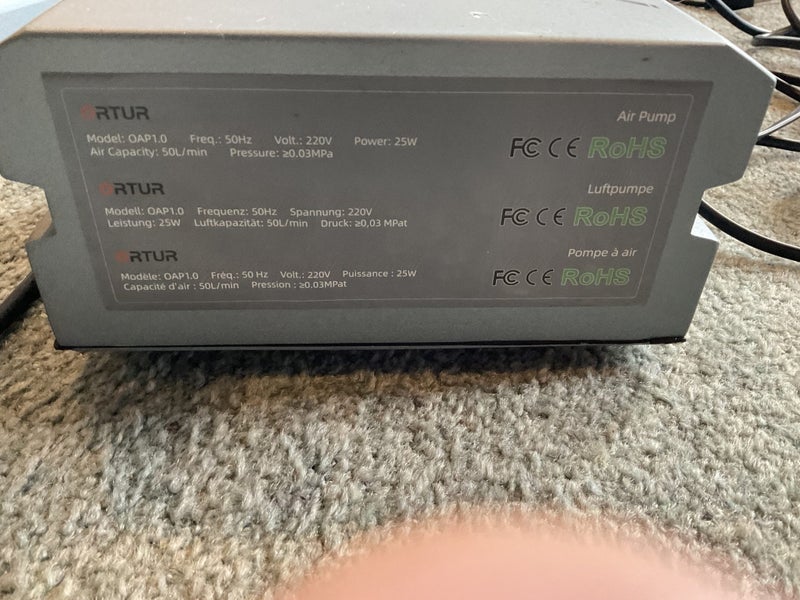 ORTUR
Air Pump
Model: OAP1.0 Freq.: 50Hz Volt.: 220V Power: 25W
Air Capacity: 50L/min Pressure: ≥0.03MPa
FC CE RoHS
ORTUR
Luftpumpe
Modell: OAP1.0 Frequenz: 50Hz Spannung: 220V
Leistung: 25W Luftkapazität: 50L/min Druck: ≥0,03 MPat
FC CE RoHS
ORTUR
Pompe à air
Modèle: OAP1.0 Fréq.: 50 Hz Volt.: 220V Puissance : 25W
Capacité d'air : 50L/min Pression : ≥0.03MPat
FC CE RoHS